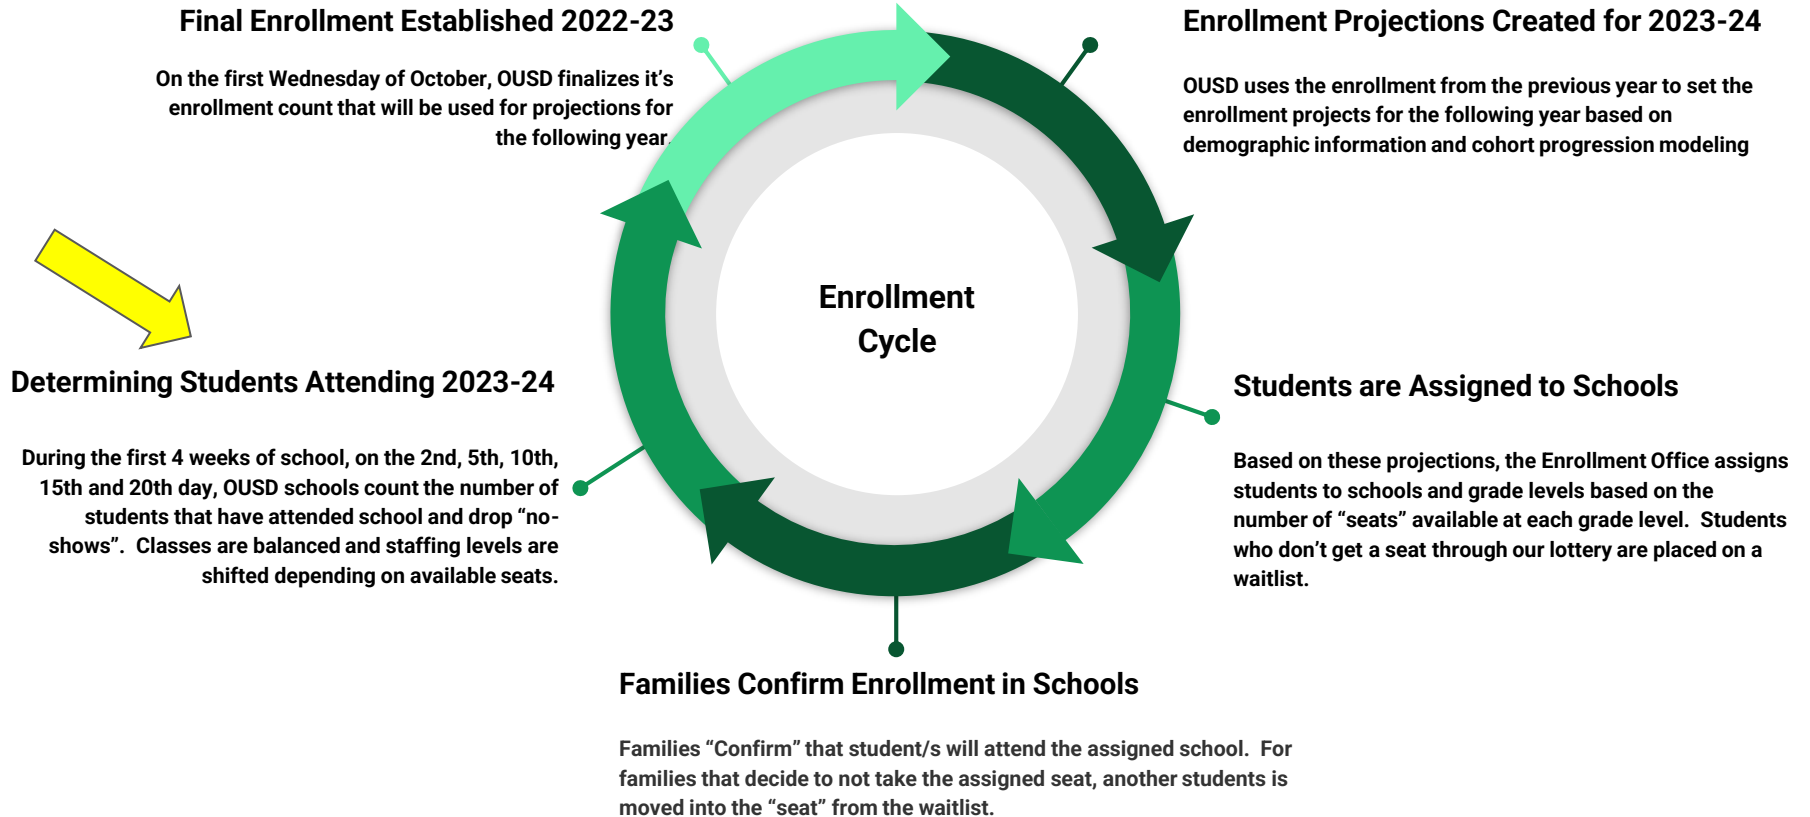 Final Enrollment Established 2022-23
On the first Wednesday of October, OUSD finalizes it’s
enrollment count that will be used for projections for
the following year.
Enrollment Projections Created for 2023-24
OUSD uses the enrollment from the previous year to set the
enrollment projects for the following year based on
demographic information and cohort progression modeling
Enrollment
Cycle
Determining Students Attending 2023-24
During the first 4 weeks of school, on the 2nd, 5th, 10th,
15th and 20th day, OUSD schools count the number of
students that have attended school and drop “no-
shows”.  Classes are balanced and staffing levels are
shifted depending on available seats.
Students are Assigned to Schools
Based on these projections, the Enrollment Office assigns
students to schools and grade levels based on the
number of “seats” available at each grade level.  Students
who don’t get a seat through our lottery are placed on a
waitlist.
Families Confirm Enrollment in Schools
Families “Confirm” that student/s will attend the assigned school.  For
families that decide to not take the assigned seat, another students is
moved into the “seat” from the waitlist.